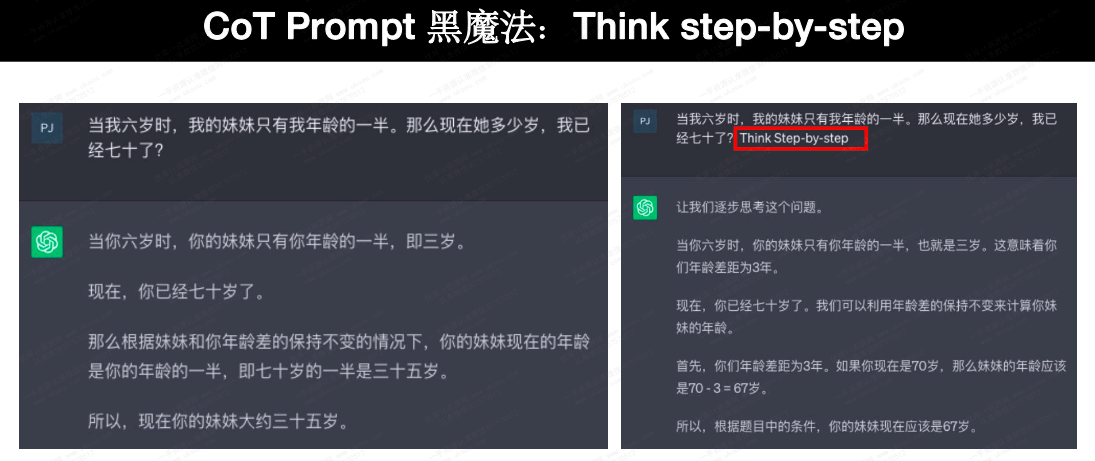 CoT Prompt 黑魔法：Think step-by-step
PJ
当我六岁时，我的妹妹只有我年龄的一半。那么现在她多少岁，我已
经七十了?
当你六岁时，你的妹妹只有你年龄的一半，即三岁。
现在，你已经七十岁了。
那么根据妹妹和你年龄差的保持不变的情况下，你的妹妹现在的年龄
是你的年龄的一半，即七十岁的一半是三十五岁。
所以，现在你的妹妹大约三十五岁。
PJ
当我六岁时，我的妹妹只有我年龄的一半。那么现在她多少岁，我已
经七十了? Think Step-by-step
让我们逐步思考这个问题。
当你六岁时，你的妹妹只有你年龄的一半，也就是三岁。这意味着你
们年龄差距为3年。
现在，你已经七十岁了。我们可以利用年龄差的保持不变来计算你妹
妹的年龄。
首先，你们年龄差距为3年。如果你现在是70岁，那么妹妹的年龄应该
是70 - 3 = 67岁。
所以，根据题目中的条件，你的妹妹现在应该是67岁。